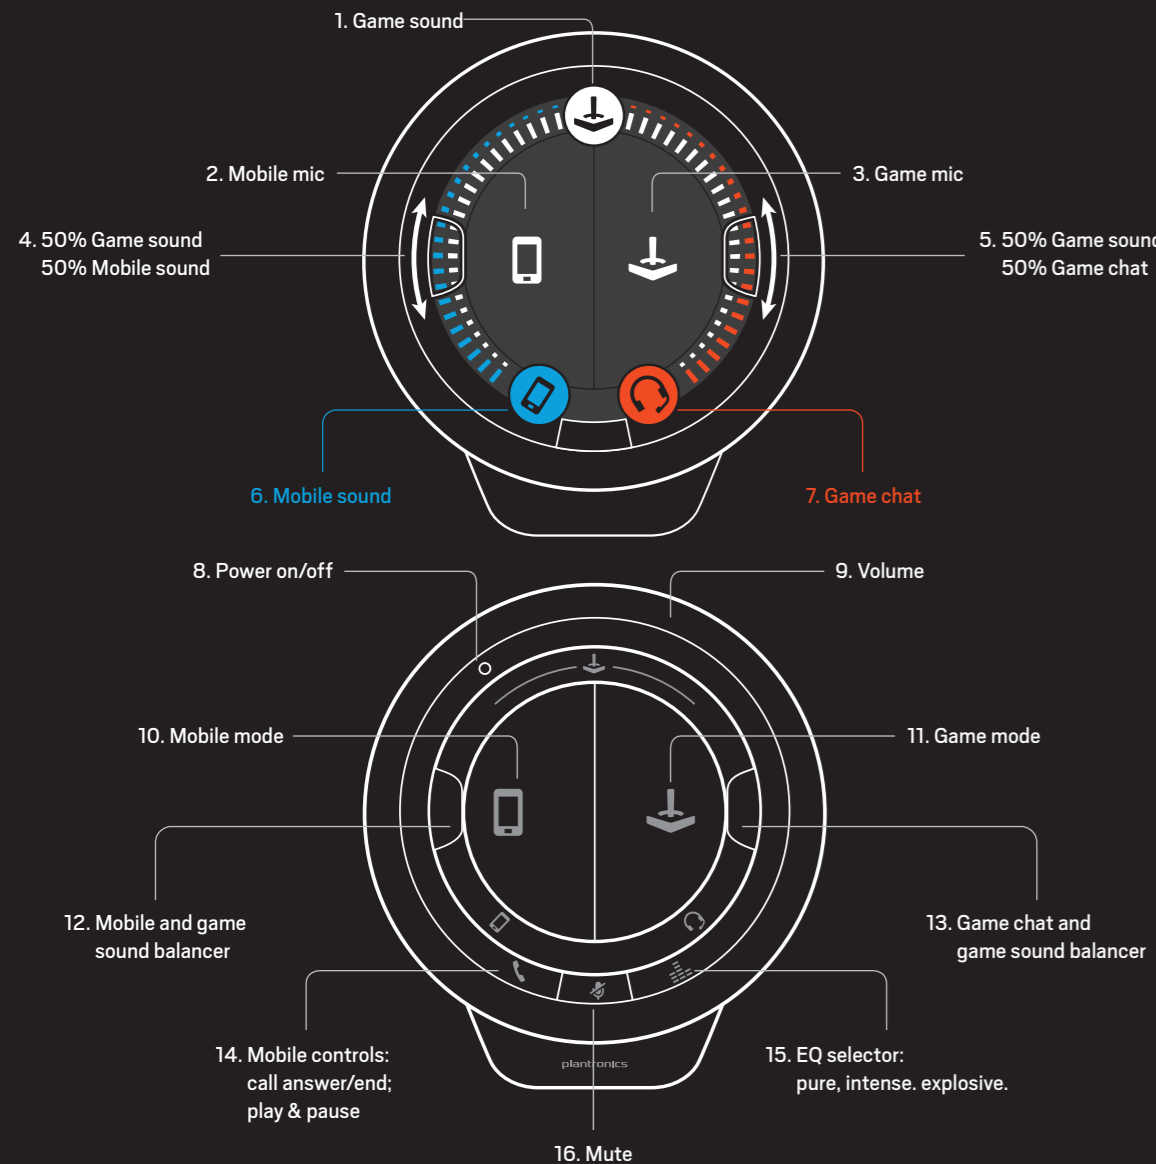 1. Game sound
2. Mobile mic
3. Game mic
4. 50% Game sound
50% Mobile sound
5. 50% Game sound
50% Game chat
6. Mobile sound
7. Game chat
8. Power on/off
9. Volume
10. Mobile mode
11. Game mode
12. Mobile and game
sound balancer
13. Game chat and
game sound balancer
14. Mobile controls:
call answer/end;
play & pause
15. EQ selector:
pure, intense. explosive.
plantronics
16. Mute